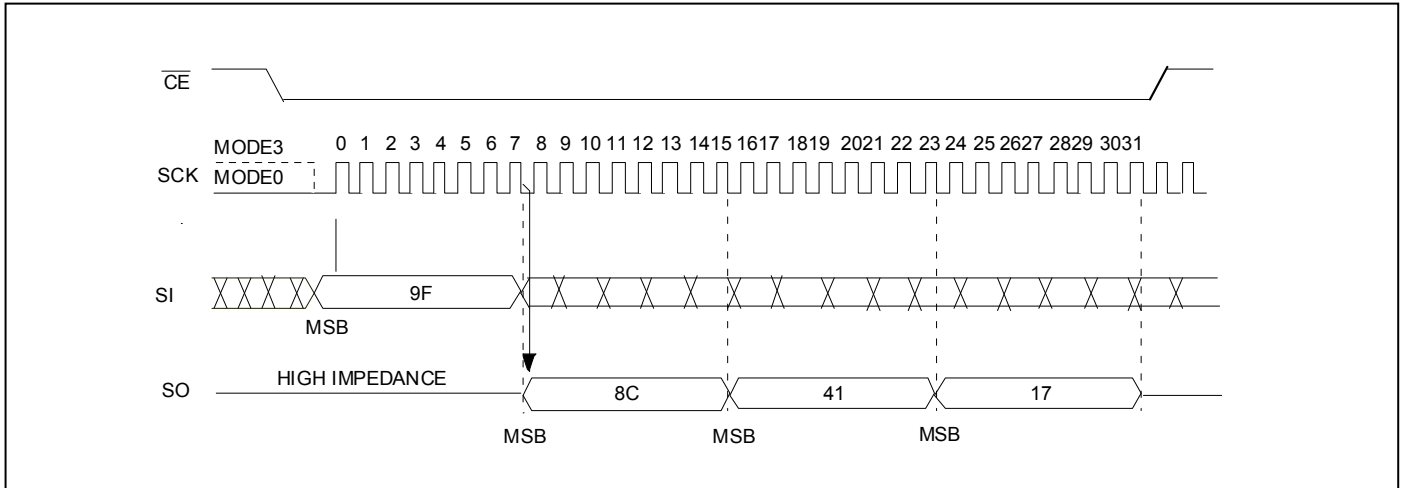 CE
MODE3
0 1 2 3 4 5 6 7 8 9 10 11 12 13 1415 1617 1819 2021 22 23 24 25 2627 2829 3031
SCK MODE0
SI
9F
MSB
SO
HIGH IMPEDANCE
8C
41
17
MSB
MSB
MSB